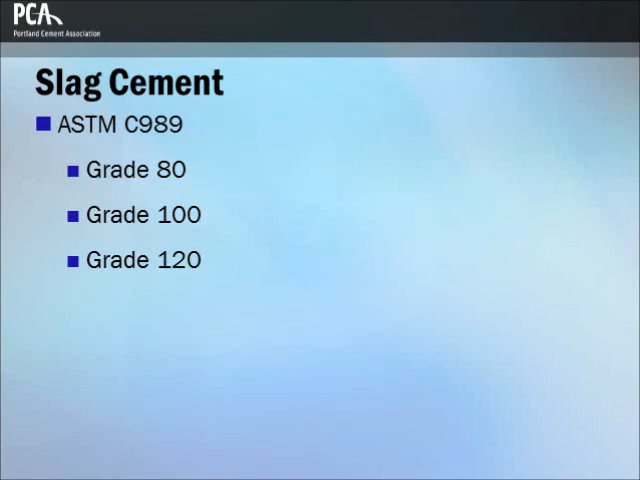 PCA
Portland Cement Association
Slag Cement
ASTM C989
Grade 80
Grade 100
Grade 120